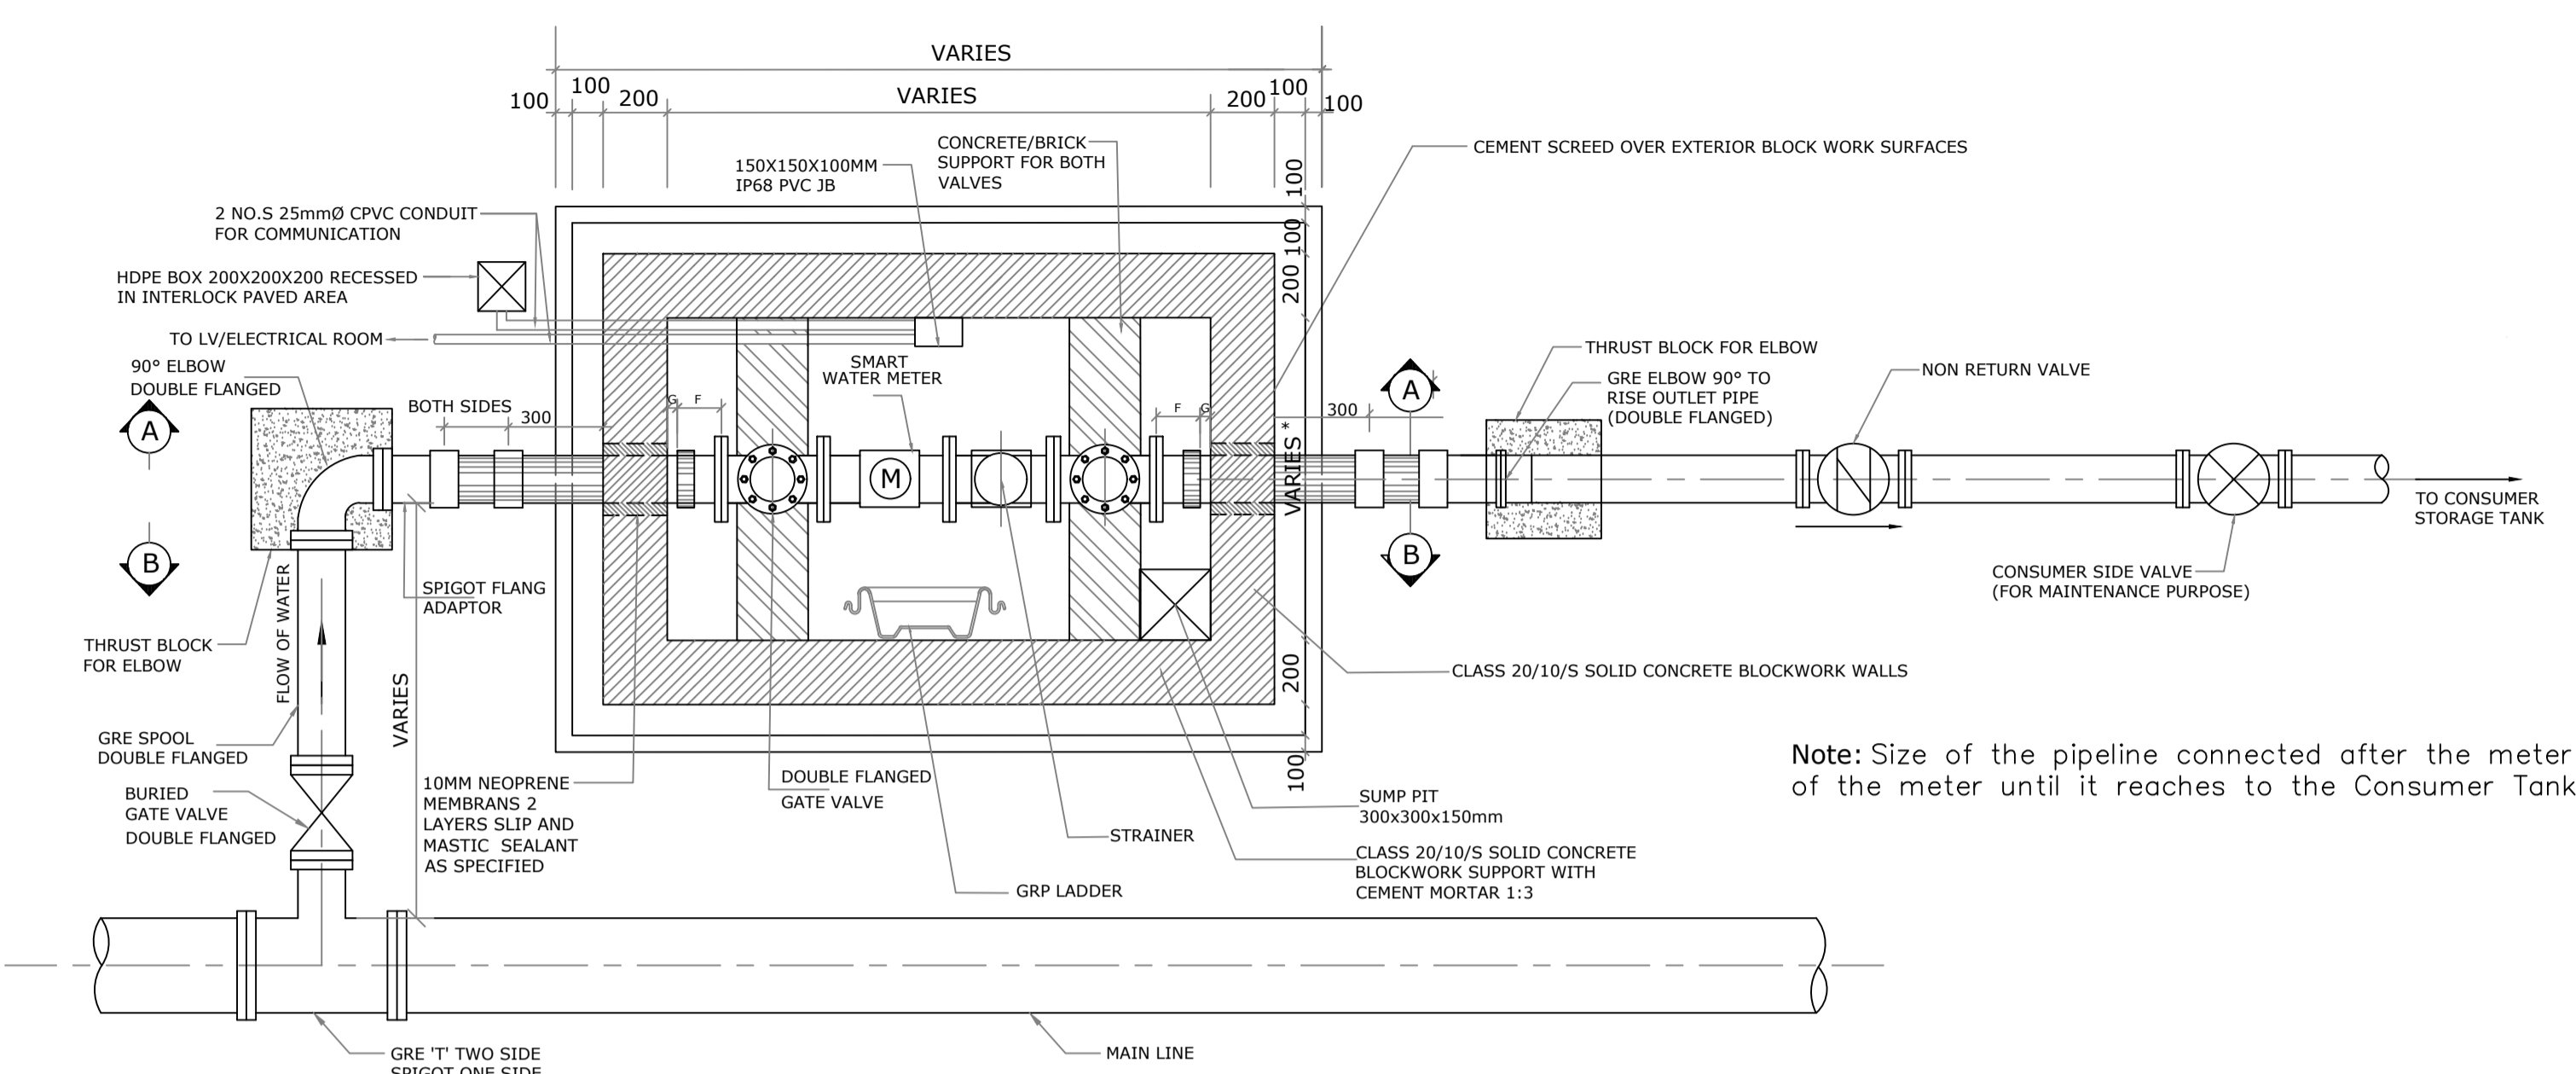 VARIES
100
100
200
VARIES
200
100
100
CONCRETE/BRICK
SUPPORT FOR BOTH
VALVES
150X150X100MM
IP68 PVC JB
CEMENT SCREED OVER EXTERIOR BLOCK WORK SURFACES
100
2 NO.S 25mmØ CPVC CONDUIT
FOR COMMUNICATION
100
HDPE BOX 200X200X200 RECESSED
IN INTERLOCK PAVED AREA
200
TO LV/ELECTRICAL ROOM
90° ELBOW
DOUBLE FLANGED
SMART
WATER METER
THRUST BLOCK FOR ELBOW
GRE ELBOW 90° TO
RISE OUTLET PIPE
(DOUBLE FLANGED)
NON RETURN VALVE
A
BOTH SIDES
300
G
F
F
G
300
A
VARIES *
M
B
B
TO CONSUMER
STORAGE TANK
CONSUMER SIDE VALVE
(FOR MAINTENANCE PURPOSE)
SPIGOT FLANG
ADAPTOR
FLOW OF WATER
THRUST BLOCK
FOR ELBOW
VARIES
200
CLASS 20/10/S SOLID CONCRETE BLOCKWORK WALLS
GRE SPOOL
DOUBLE FLANGED
100
Note: Size of the pipeline connected after the meter
of the meter until it reaches to the Consumer Tank
BURIED
GATE VALVE
DOUBLE FLANGED
10MM NEOPRENE
MEMBRANS 2
LAYERS SLIP AND
MASTIC SEALANT
AS SPECIFIED
DOUBLE FLANGED
GATE VALVE
STRAINER
SUMP PIT
300x300x150mm
CLASS 20/10/S SOLID CONCRETE
BLOCKWORK SUPPORT WITH
CEMENT MORTAR 1:3
GRP LADDER
GRE 'T' TWO SIDE
SPIGOT ONE SIDE
MAIN LINE